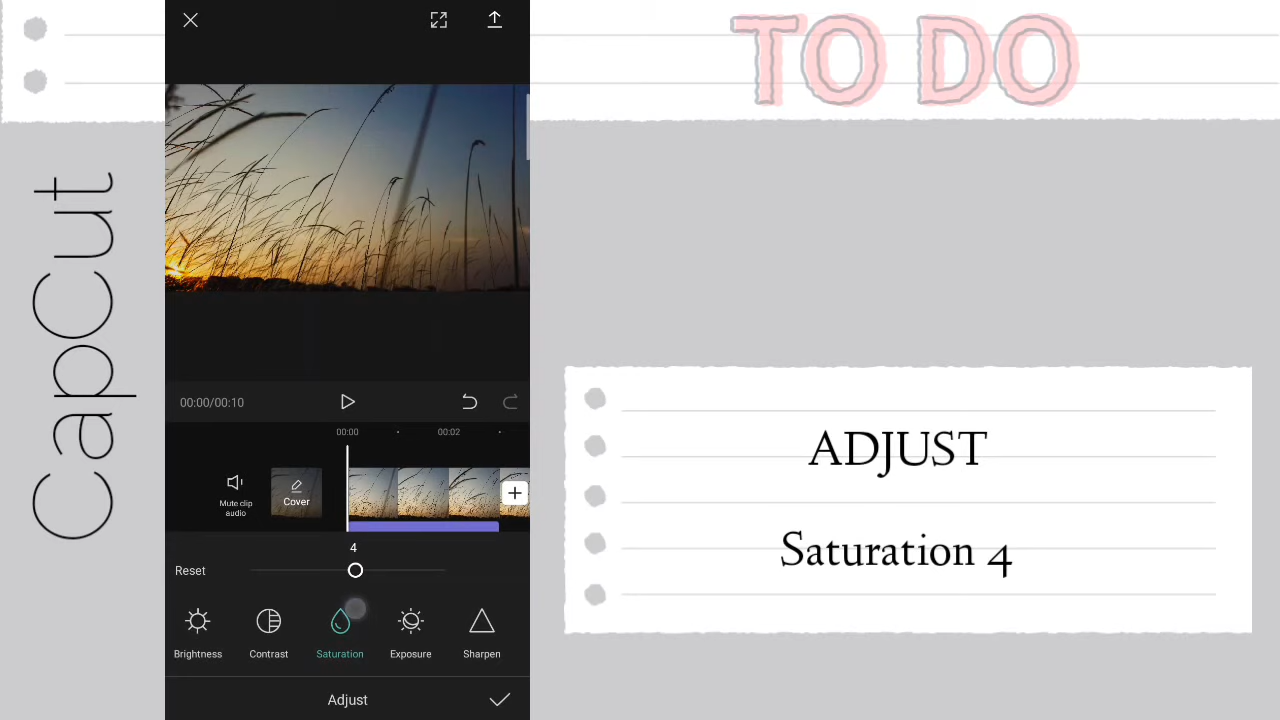 TO DO
CapCut
00:00/00:10
00:00
00:02
Mute clip
audio
Cover
4
Reset
Brightness
Contrast
Saturation
Exposure
Sharpen
Adjust
ADJUST
Saturation 4